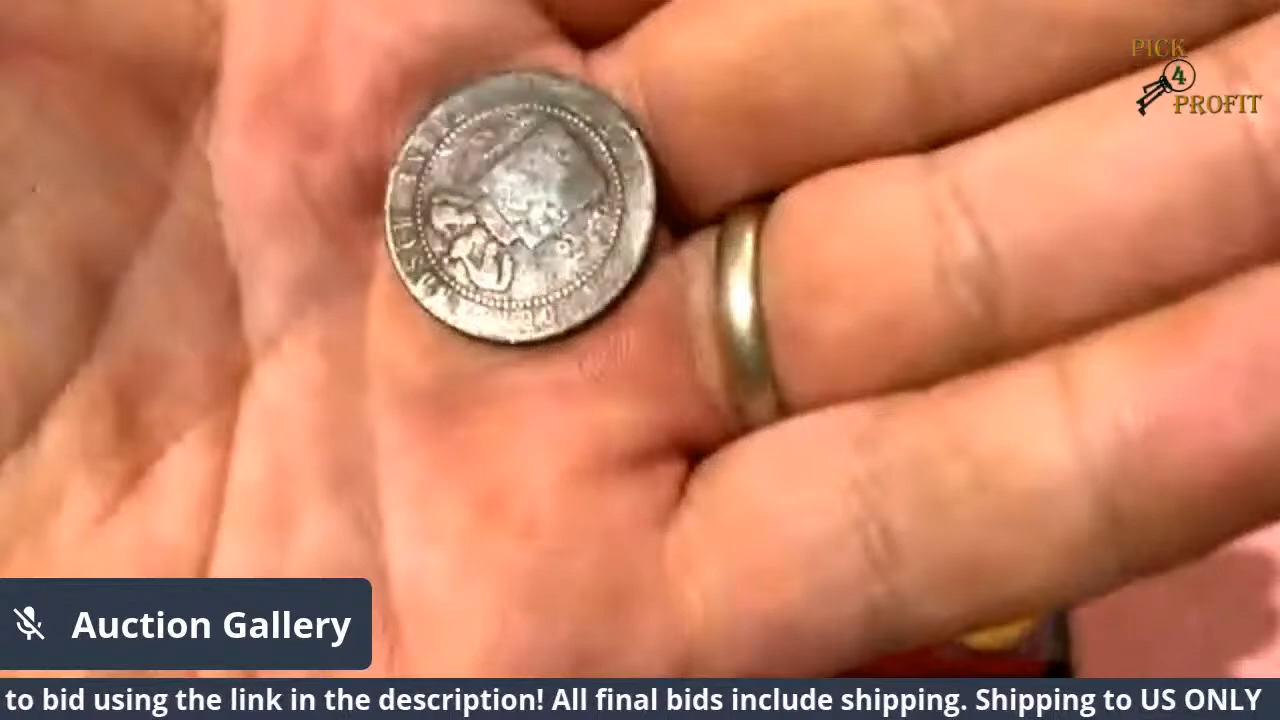 PICK
4
PROFIT
Auction Gallery
to bid using the link in the description! All final bids include shipping. Shipping to US ONLY